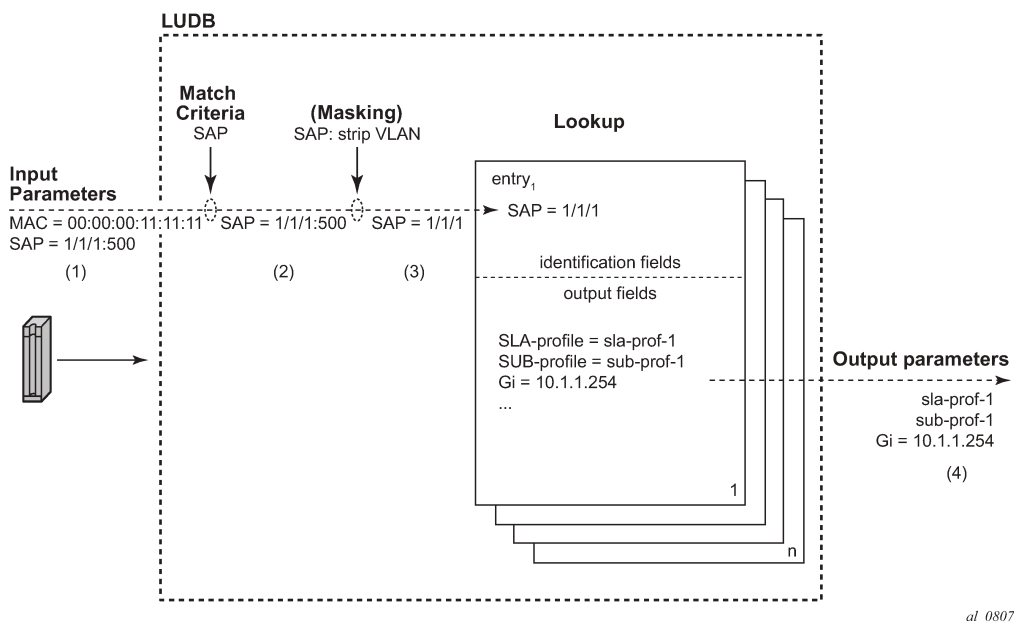 LUDB
Match
Criteria
SAP
(Masking)
SAP: strip VLAN
Lookup
Input
Parameters
MAC = 00:00:00:11:11:11
SAP = 1/1/1:500
(1)
SAP = 1/1/1:500
(2)
SAP = 1/1/1
(3)
entry1
SAP = 1/1/1
identification fields
output fields
SLA-profile = sla-prof-1
SUB-profile = sub-prof-1
Gi = 10.1.1.254
...
1
n
Output parameters
sla-prof-1
sub-prof-1
Gi = 10.1.1.254
(4)
al_0807